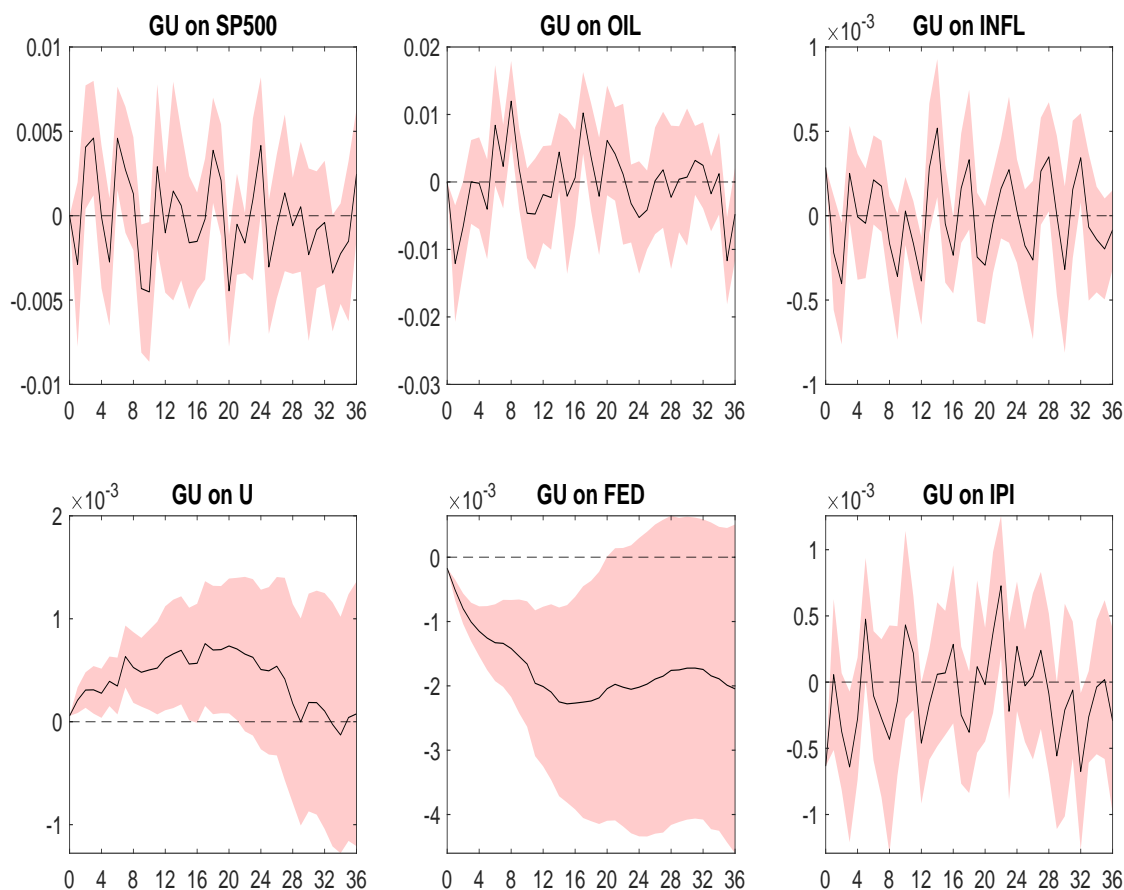 GU on SP500
0.01
0.005
0
-0.005
-0.01
0 4 8 12 16 20 24 28 32 36
GU on OIL
0.02
0.01
0
-0.01
-0.02
-0.03
0 4 8 12 16 20 24 28 32 36
GU on INFL
×10-3
1
0.5
0
-0.5
-1
0 4 8 12 16 20 24 28 32 36
GU on U
×10-3
2
1
0
-1
0 4 8 12 16 20 24 28 32 36
GU on FED
×10-3
0
-1
-2
-3
-4
0 4 8 12 16 20 24 28 32 36
GU on IPI
×10-3
1
0.5
0
-0.5
-1
0 4 8 12 16 20 24 28 32 36